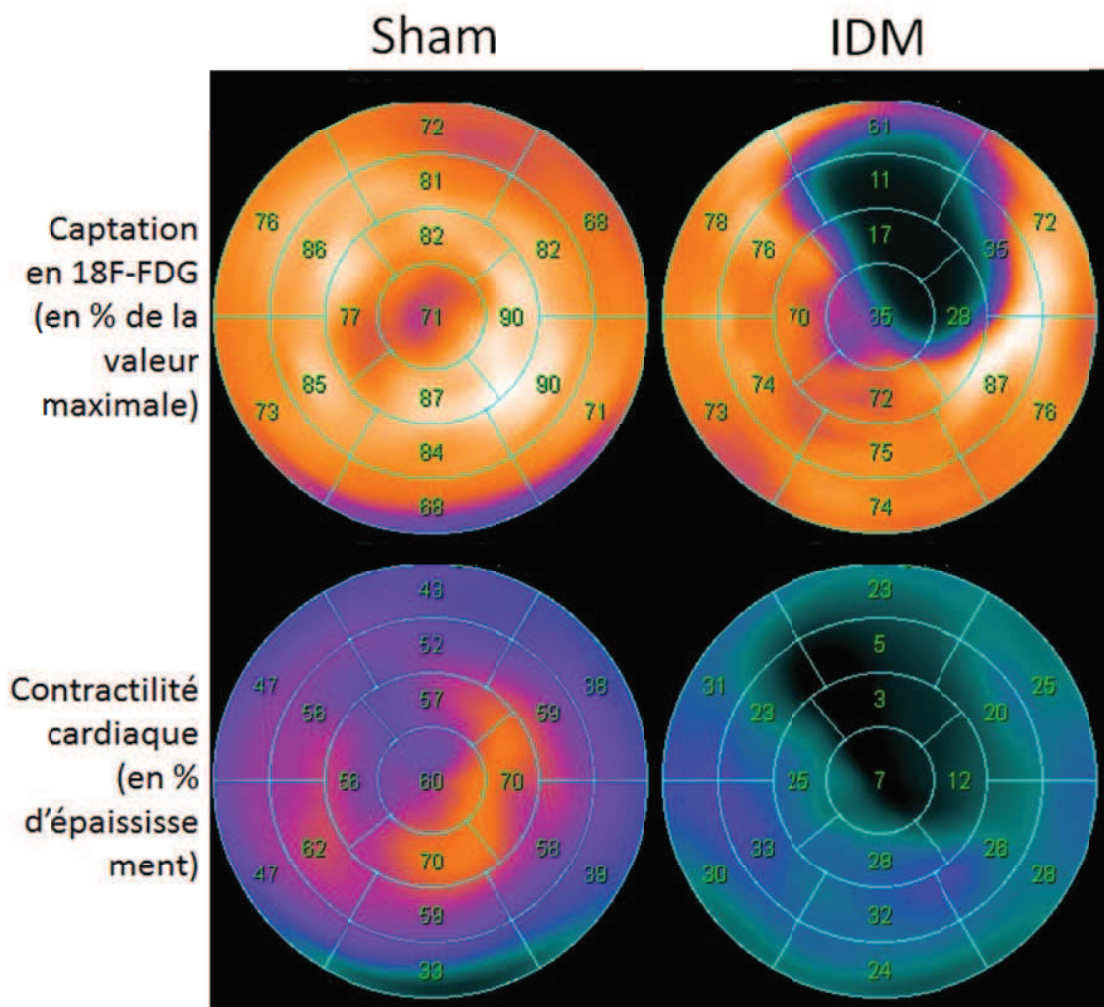 Sham IDM
Captation
en 18F-FDG
(en % de la
valeur
maximale)
72
81
76 86 82 82 68
77 71 90
85 87 90
73 84 71
68
61
11
78 76 17 35 72
70 35 28
74 72 87
73 75 76
74
Contractilité
cardiaque
(en %
d'épaississe
ment)
43
52
47 56 57 59 38
56 60 70
62 70 58
47 59 39
33
23
5
31 23 3 20 25
25 7 12
33 28 26
30 32 28
24